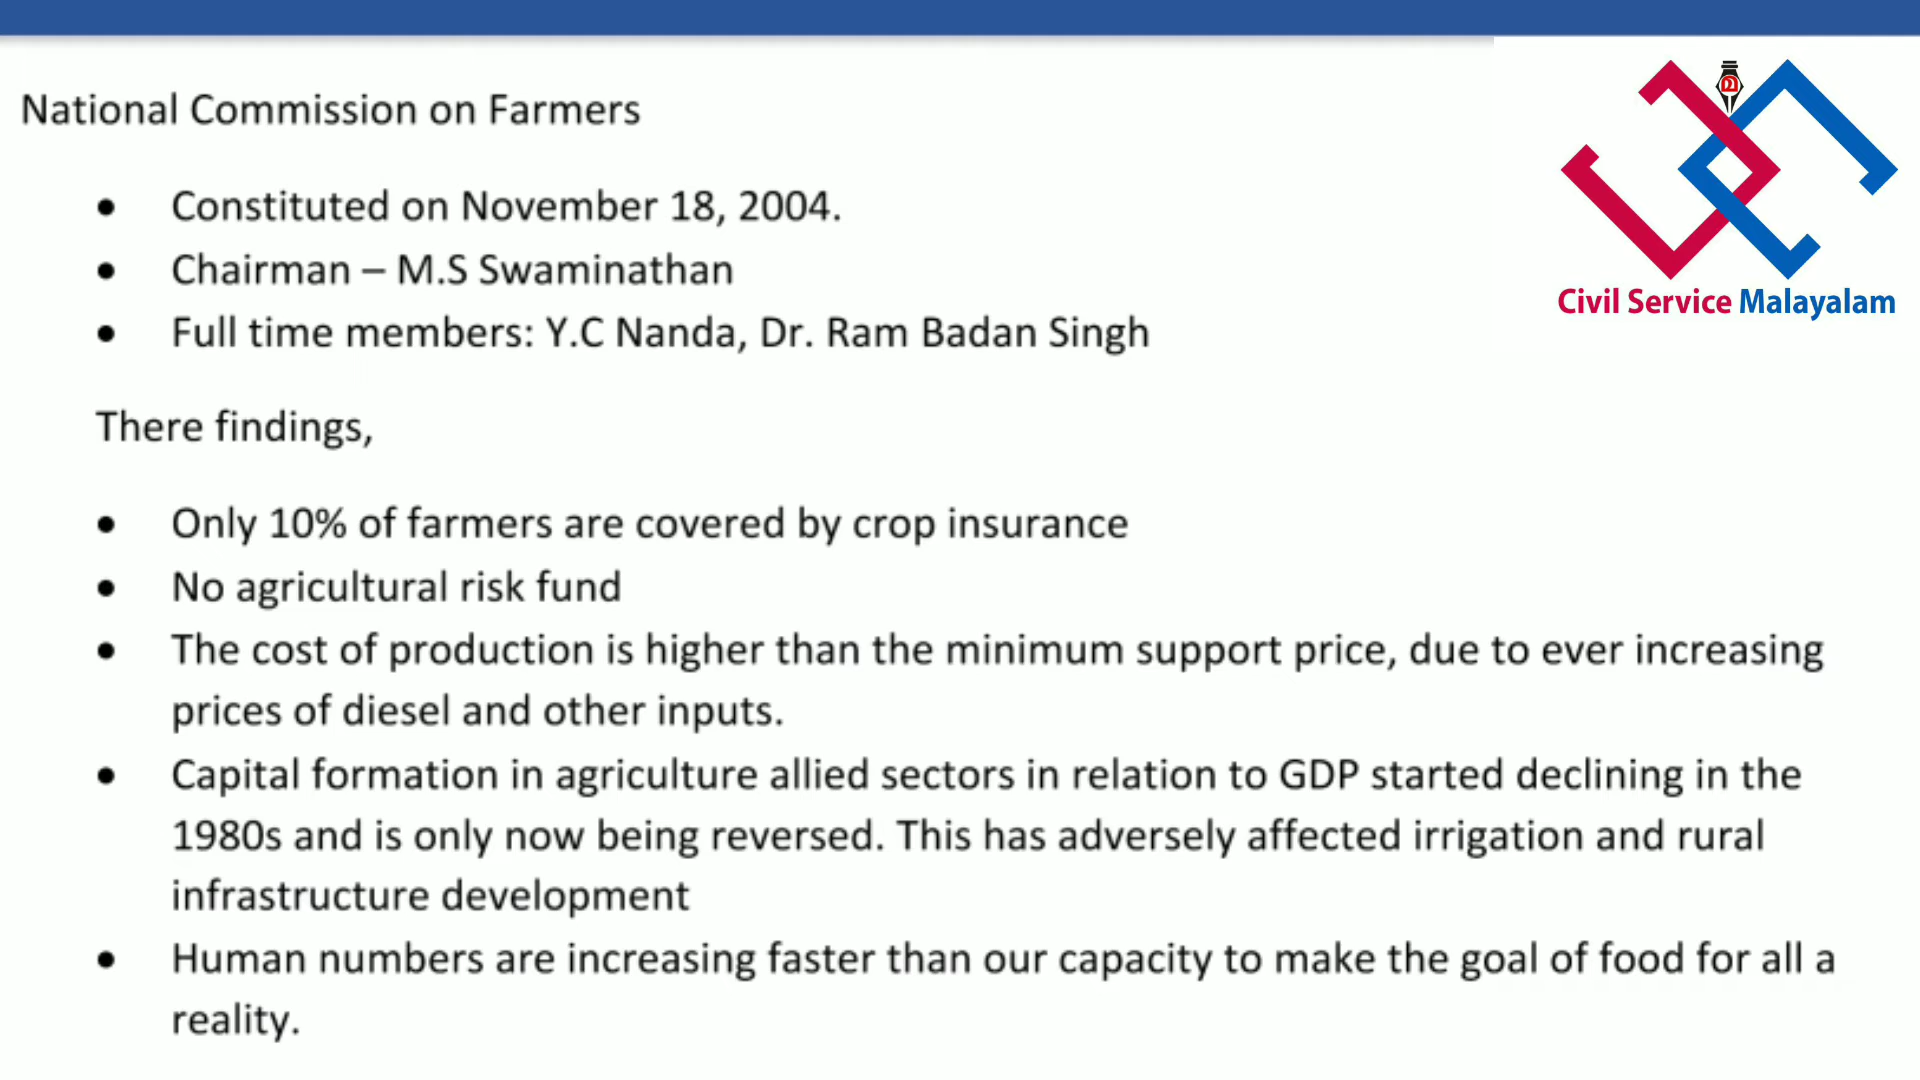 National Commission on Farmers
• Constituted on November 18, 2004.
• Chairman – M.S Swaminathan
• Full time members: Y.C Nanda, Dr. Ram Badan Singh
There findings,
• Only 10% of farmers are covered by crop insurance
• No agricultural risk fund
• The cost of production is higher than the minimum support price, due to ever increasing
prices of diesel and other inputs.
• Capital formation in agriculture allied sectors in relation to GDP started declining in the
1980s and is only now being reversed. This has adversely affected irrigation and rural
infrastructure development
• Human numbers are increasing faster than our capacity to make the goal of food for all a
reality.
മ
Civil Service Malayalam